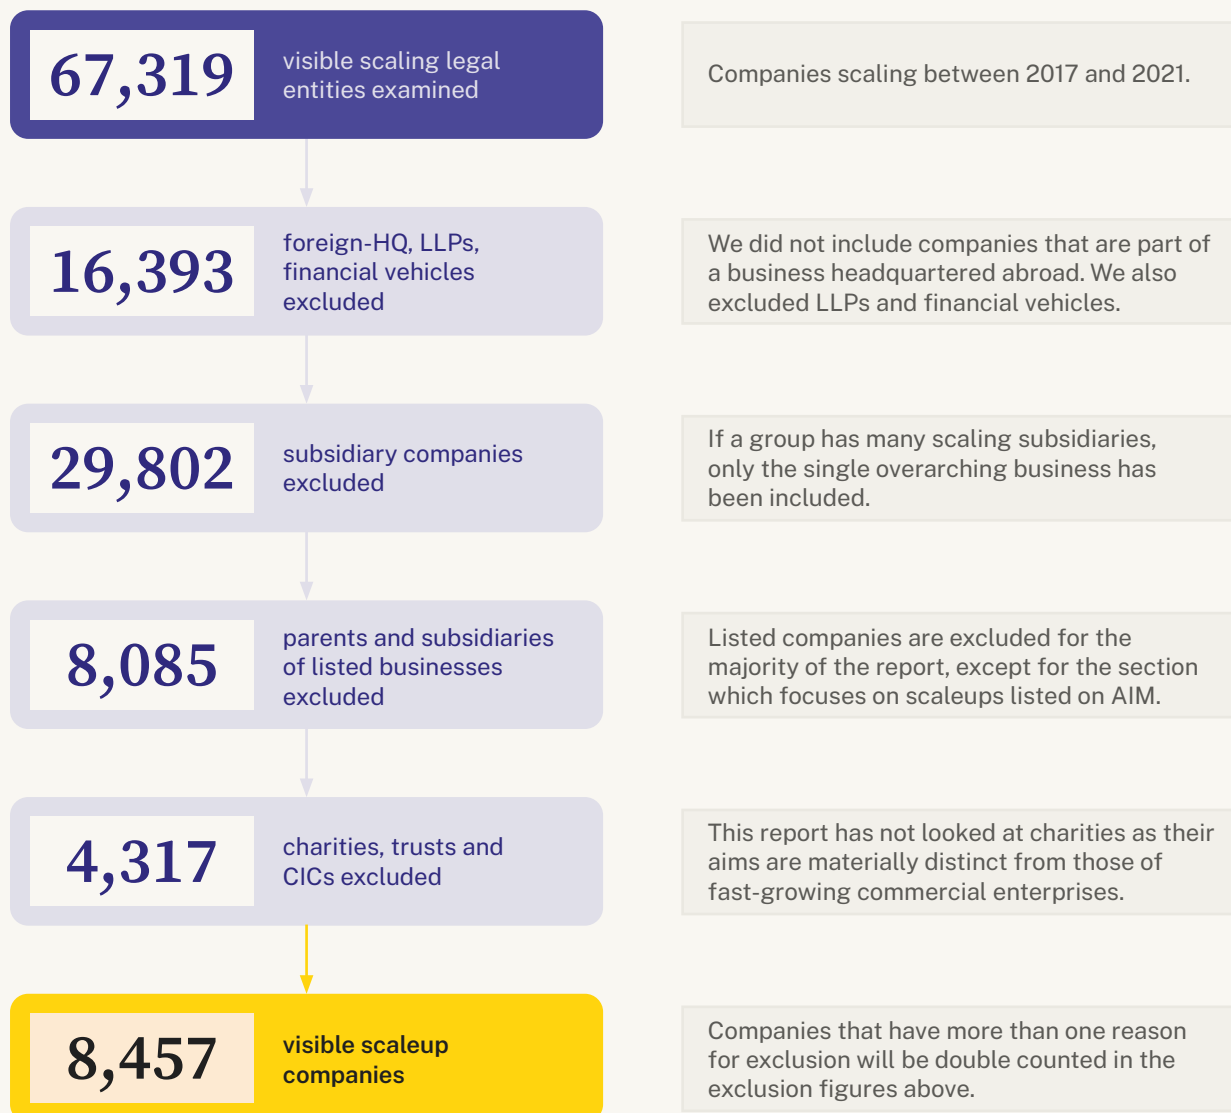 67,319
visible scaling legal
entities examined
Companies scaling between 2017 and 2021.
16,393
foreign-HQ, LLPs,
financial vehicles
excluded
We did not include companies that are part of
a business headquartered abroad. We also
excluded LLPs and financial vehicles.
29,802
subsidiary companies
excluded
If a group has many scaling subsidiaries,
only the single overarching business has
been included.
8,085
parents and subsidiaries
of listed businesses
excluded
Listed companies are excluded for the
majority of the report, except for the section
which focuses on scaleups listed on AIM.
4,317
charities, trusts and
CICs excluded
This report has not looked at charities as their
aims are materially distinct from those of
fast-growing commercial enterprises.
8,457
visible scaleup
companies
Companies that have more than one reason
for exclusion will be double counted in the
exclusion figures above.